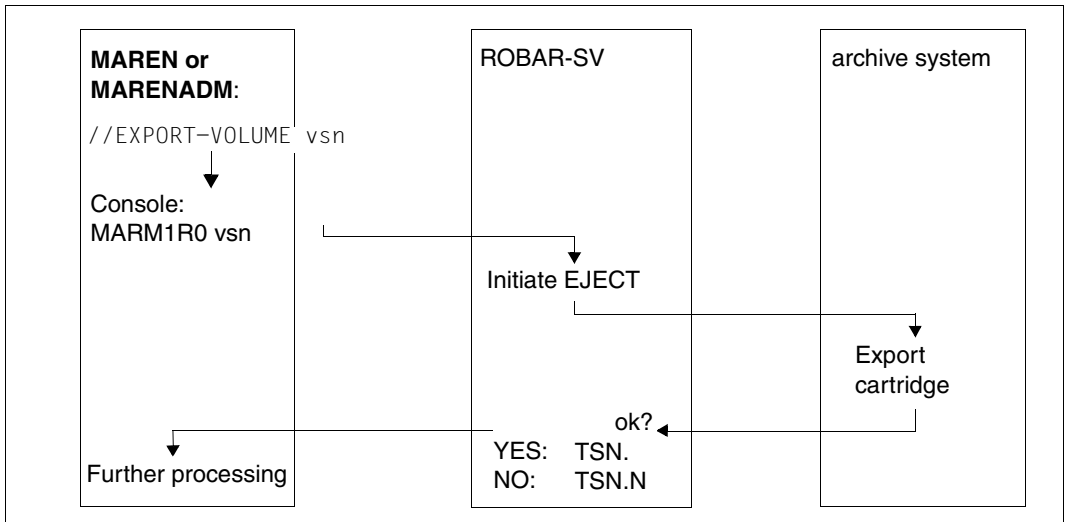 MAREN or
MARENADM:
//EXPORT-VOLUME vsn
Console:
MARM1R0 vsn
Further processing
ROBAR-SV
Initiate EJECT
ok?
YES: TSN.
NO: TSN.N
archive system
Export
cartridge